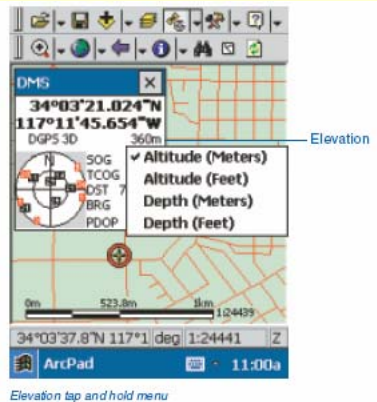 DMS
34°03'21.024"N
117°11'45.654"W
DGPS 3D 360m
Elevation
N
SOG
TCOG
DST 7
BRG
PDOP
Altitude (Meters)
Altitude (Feet)
Depth (Meters)
Depth (Feet)
0m 523.8m 1km
1:24439
34°03'37.8"N 117°1 deg 1:24441 Z
ArcPad 11:00a
Elevation tap and hold menu